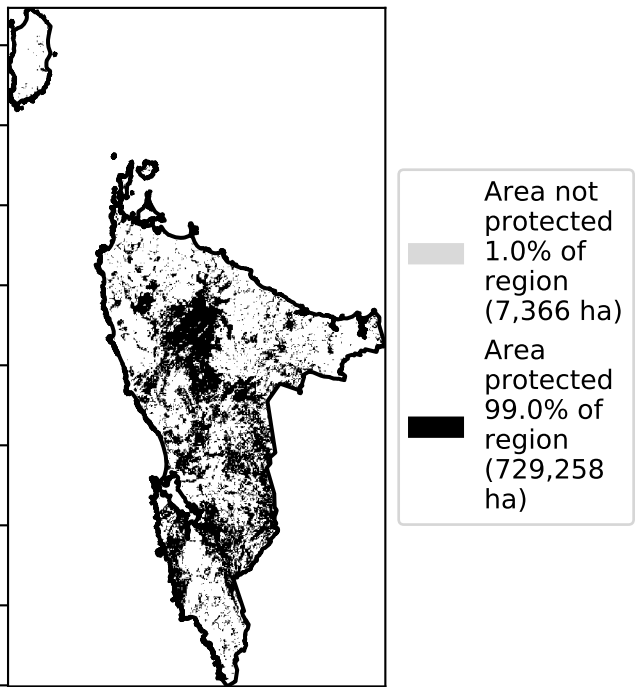 Area not
protected
1.0% of
region
(7,366 ha)
Area
protected
99.0% of
region
(729,258
ha)